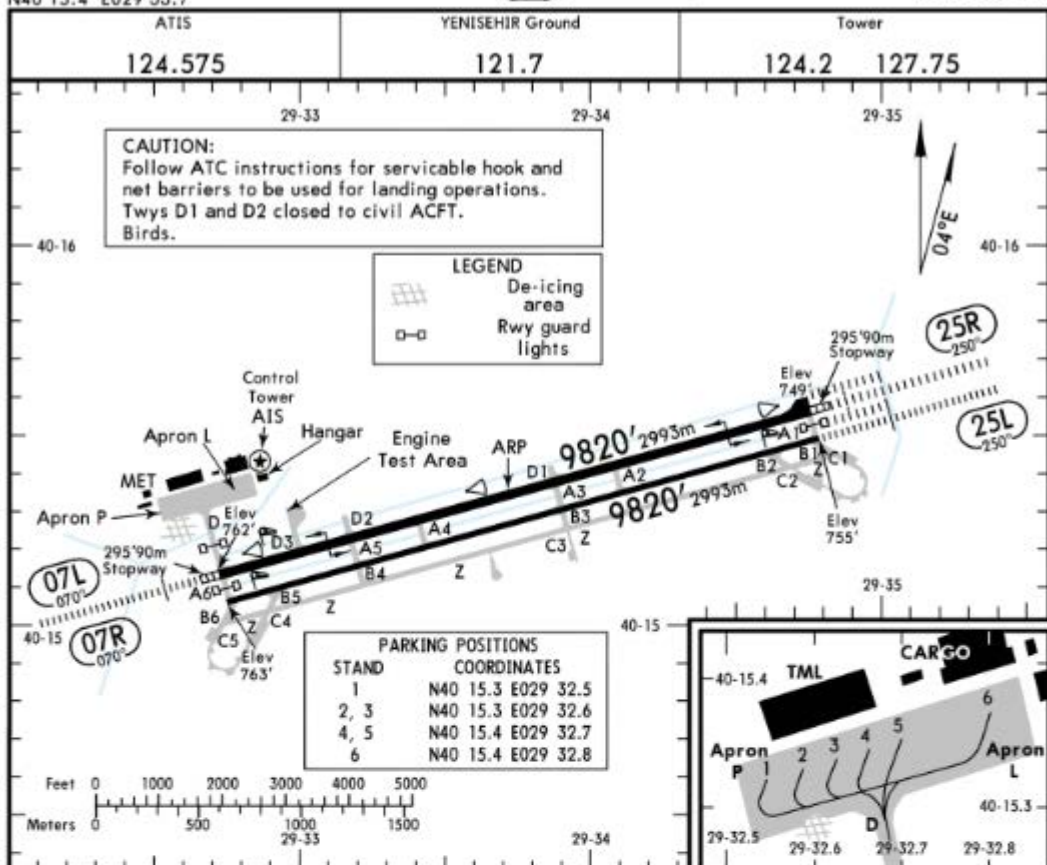 N40 15.4 E029 33.7
ATIS
YENISEHIR Ground
Tower
124.575
121.7
124.2 127.75
29-33
29-34
29-35
CAUTION:
Follow ATC instructions for servicable hook and
net barriers to be used for landing operations.
Twys D1 and D2 closed to civil ACFT.
Birds.
40-16
40-16
04°E
LEGEND
De-icing
area
Rwy guard
lights
25R
250°
295'90m
Stopway
Elev
749'
25L
250°
Control
Tower
AIS
Hangar
Apron L
Engine
Test Area
ARP
9820' 2993m
MET
Apron P
D
Elev
762'
D3
D2
D1
A1
A2
A3
A4
A5
A6
9820' 2993m
B1
B2
B3
B4
B5
B6
C1
C2
C3
C4
C5
Z
Z
Z
Z
Z
Elev
755'
295'90m
Stopway
07L
070°
07R
070°
Elev
763'
29-35
40-15
40-15
PARKING POSITIONS
STAND COORDINATES
1 N40 15.3 E029 32.5
2, 3 N40 15.3 E029 32.6
4, 5 N40 15.4 E029 32.7
6 N40 15.4 E029 32.8
Feet 0 1000 2000 3000 4000 5000
Meters 0 500 1000 1500
29-33
29-34
40-15.4
TML
CARGO
Apron
P
1
2
3
4
5
6
Apron
L
D
40-15.3
29-32.5
29-32.6
29-32.7
29-32.8